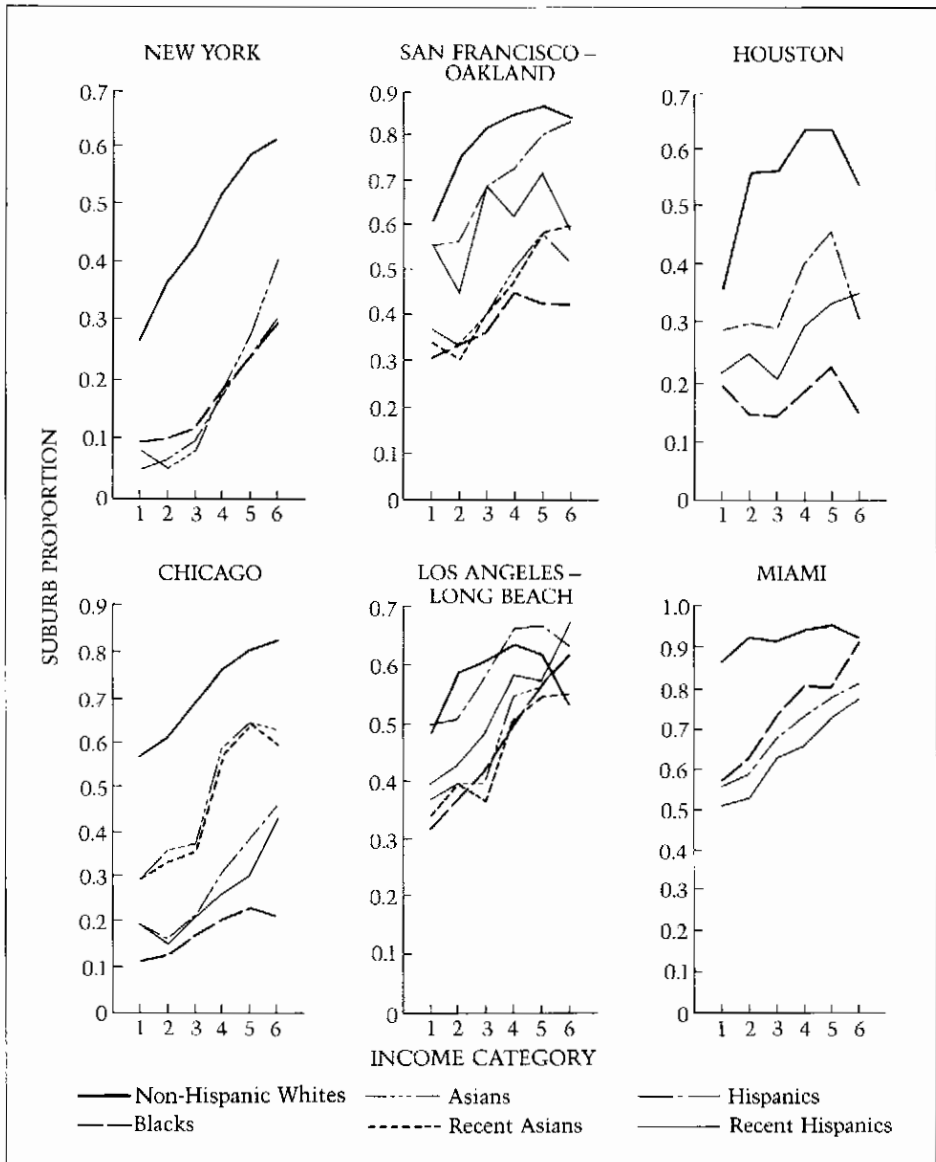 NEW YORK
0.7
0.6
0.5
0.4
0.3
0.2
0.1
0
1 2 3 4 5 6
SAN FRANCISCO –
OAKLAND
0.9
0.8
0.7
0.6
0.5
0.4
0.3
0.2
0.1
0
1 2 3 4 5 6
HOUSTON
0.7
0.6
0.5
0.4
0.3
0.2
0.1
0
1 2 3 4 5 6
SUBURB PROPORTION
CHICAGO
0.9
0.8
0.7
0.6
0.5
0.4
0.3
0.2
0.1
0
1 2 3 4 5 6
LOS ANGELES –
LONG BEACH
0.7
0.6
0.5
0.4
0.3
1 2 3 4 5 6
MIAMI
1.0
0.9
0.8
0.7
0.6
0.5
0.4
0.3
0.2
0.1
0
1 2 3 4 5 6
INCOME CATEGORY
Non-Hispanic Whites
Asians
Hispanics
Blacks
Recent Asians
Recent Hispanics